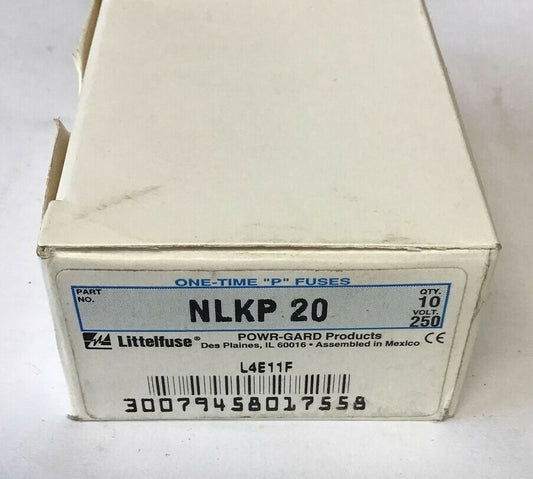 ONE-TIME "P" FUSES
PART NO.
NLKP 20
QTY. 10
VOLT. 250
Littelfuse®
POWR-GARD Products
Des Plaines, IL 60016 • Assembled in Mexico
CE
L4E11F
30079458017558